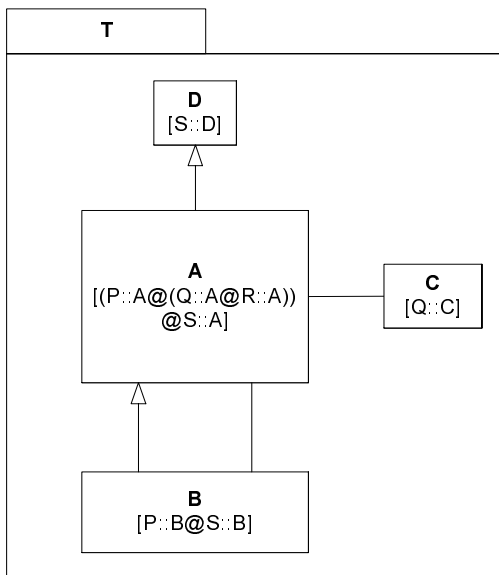 T
D
[S::D]
A
[(P::A@(Q::A@R::A))
@S::A]
C
[Q::C]
B
[P::B@S::B]